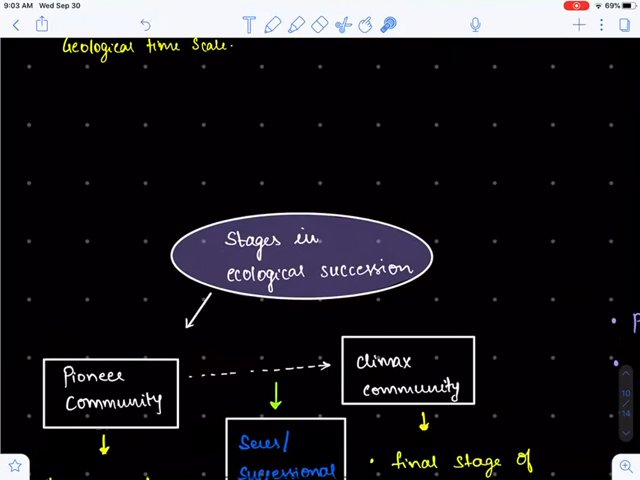 9:03 AM Wed Sep 30
69%
Geological time Scale.
Stages in
ecological succession
Pioneer
Community
Climax
community
Seres/
Successional
• final stage of
10
14